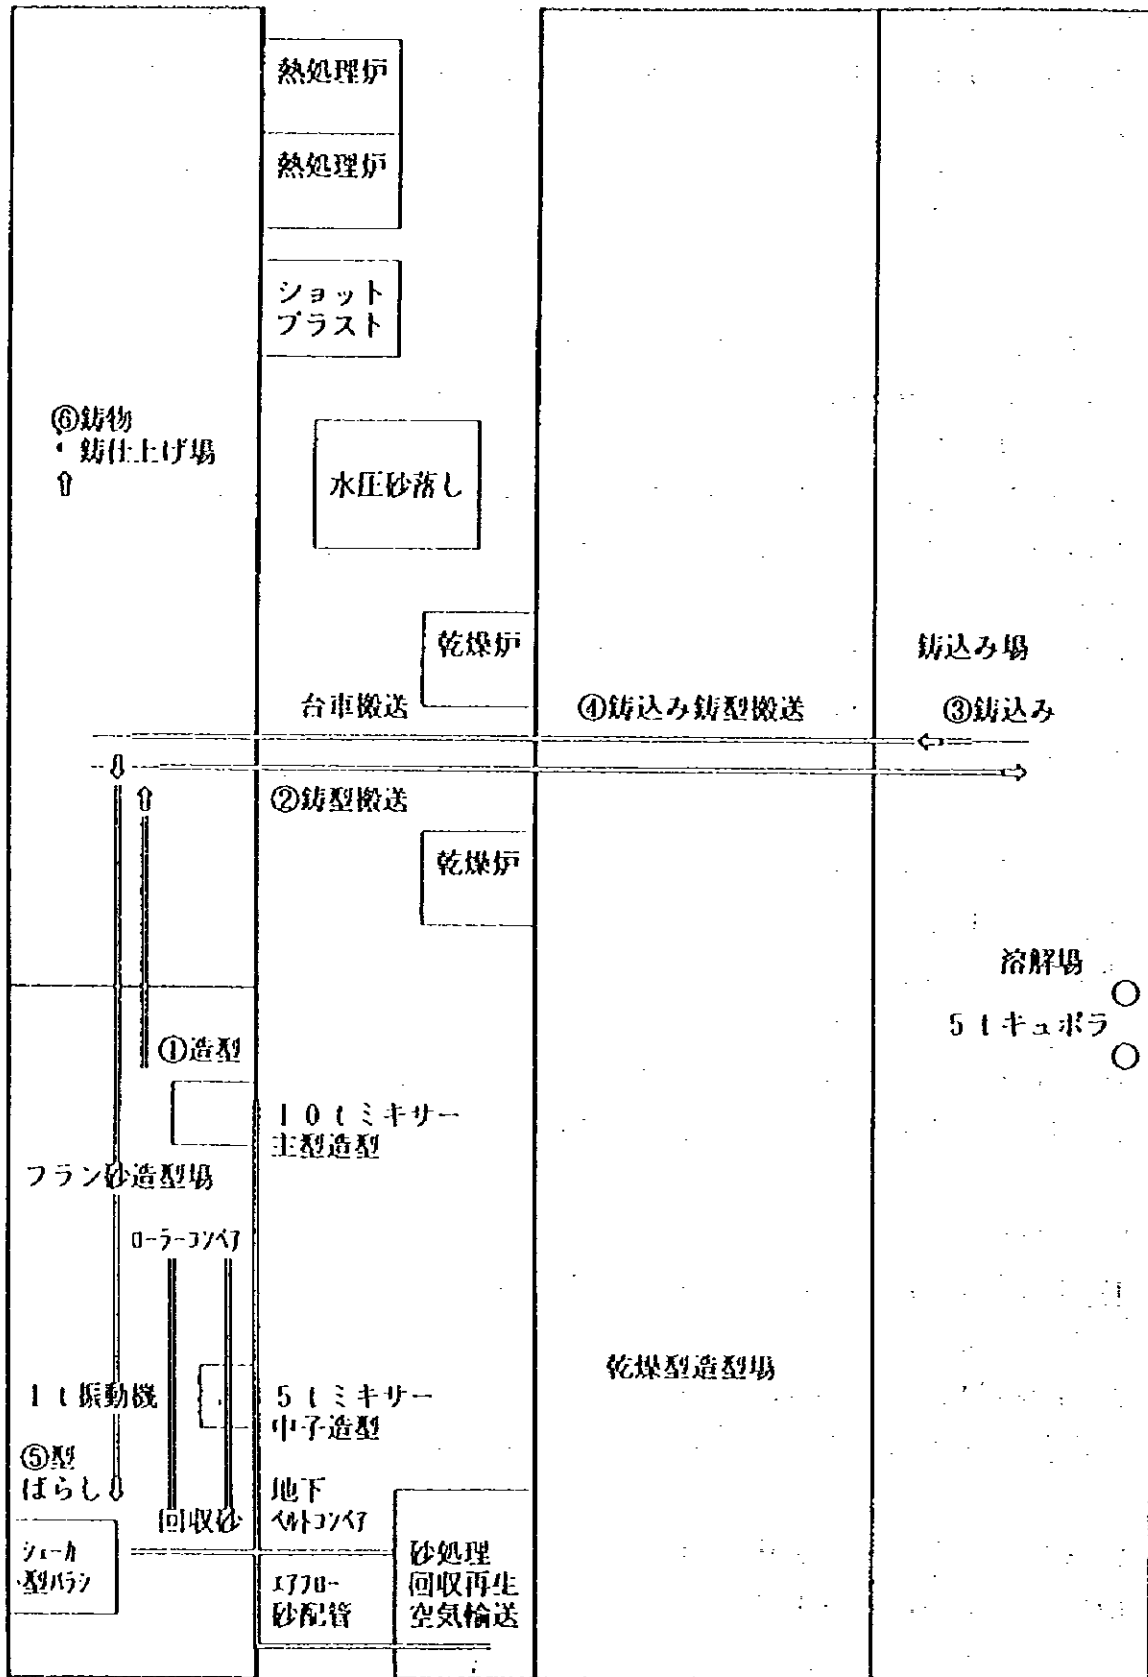 熱処理炉
熱処理炉
ショット
ブラスト
⑥鋳物
・鋳仕上げ場
⇧
水圧砂落し
乾燥炉
鋳込み場
台車搬送
④鋳込み鋳型搬送
③鋳込み
②鋳型搬送
乾燥炉
溶解場
5tキュポラ
①造型
10tミキサー
主型造型
フラン砂造型場
ローラーコンベア
乾燥型造型場
1t振動機
5tミキサー
中子造型
⑤型
ばらし⇩
地下
ベルトコンベア
回収砂
シェーカ
型バラシ
エアフロー
砂配管
砂処理
回収再生
空気輸送